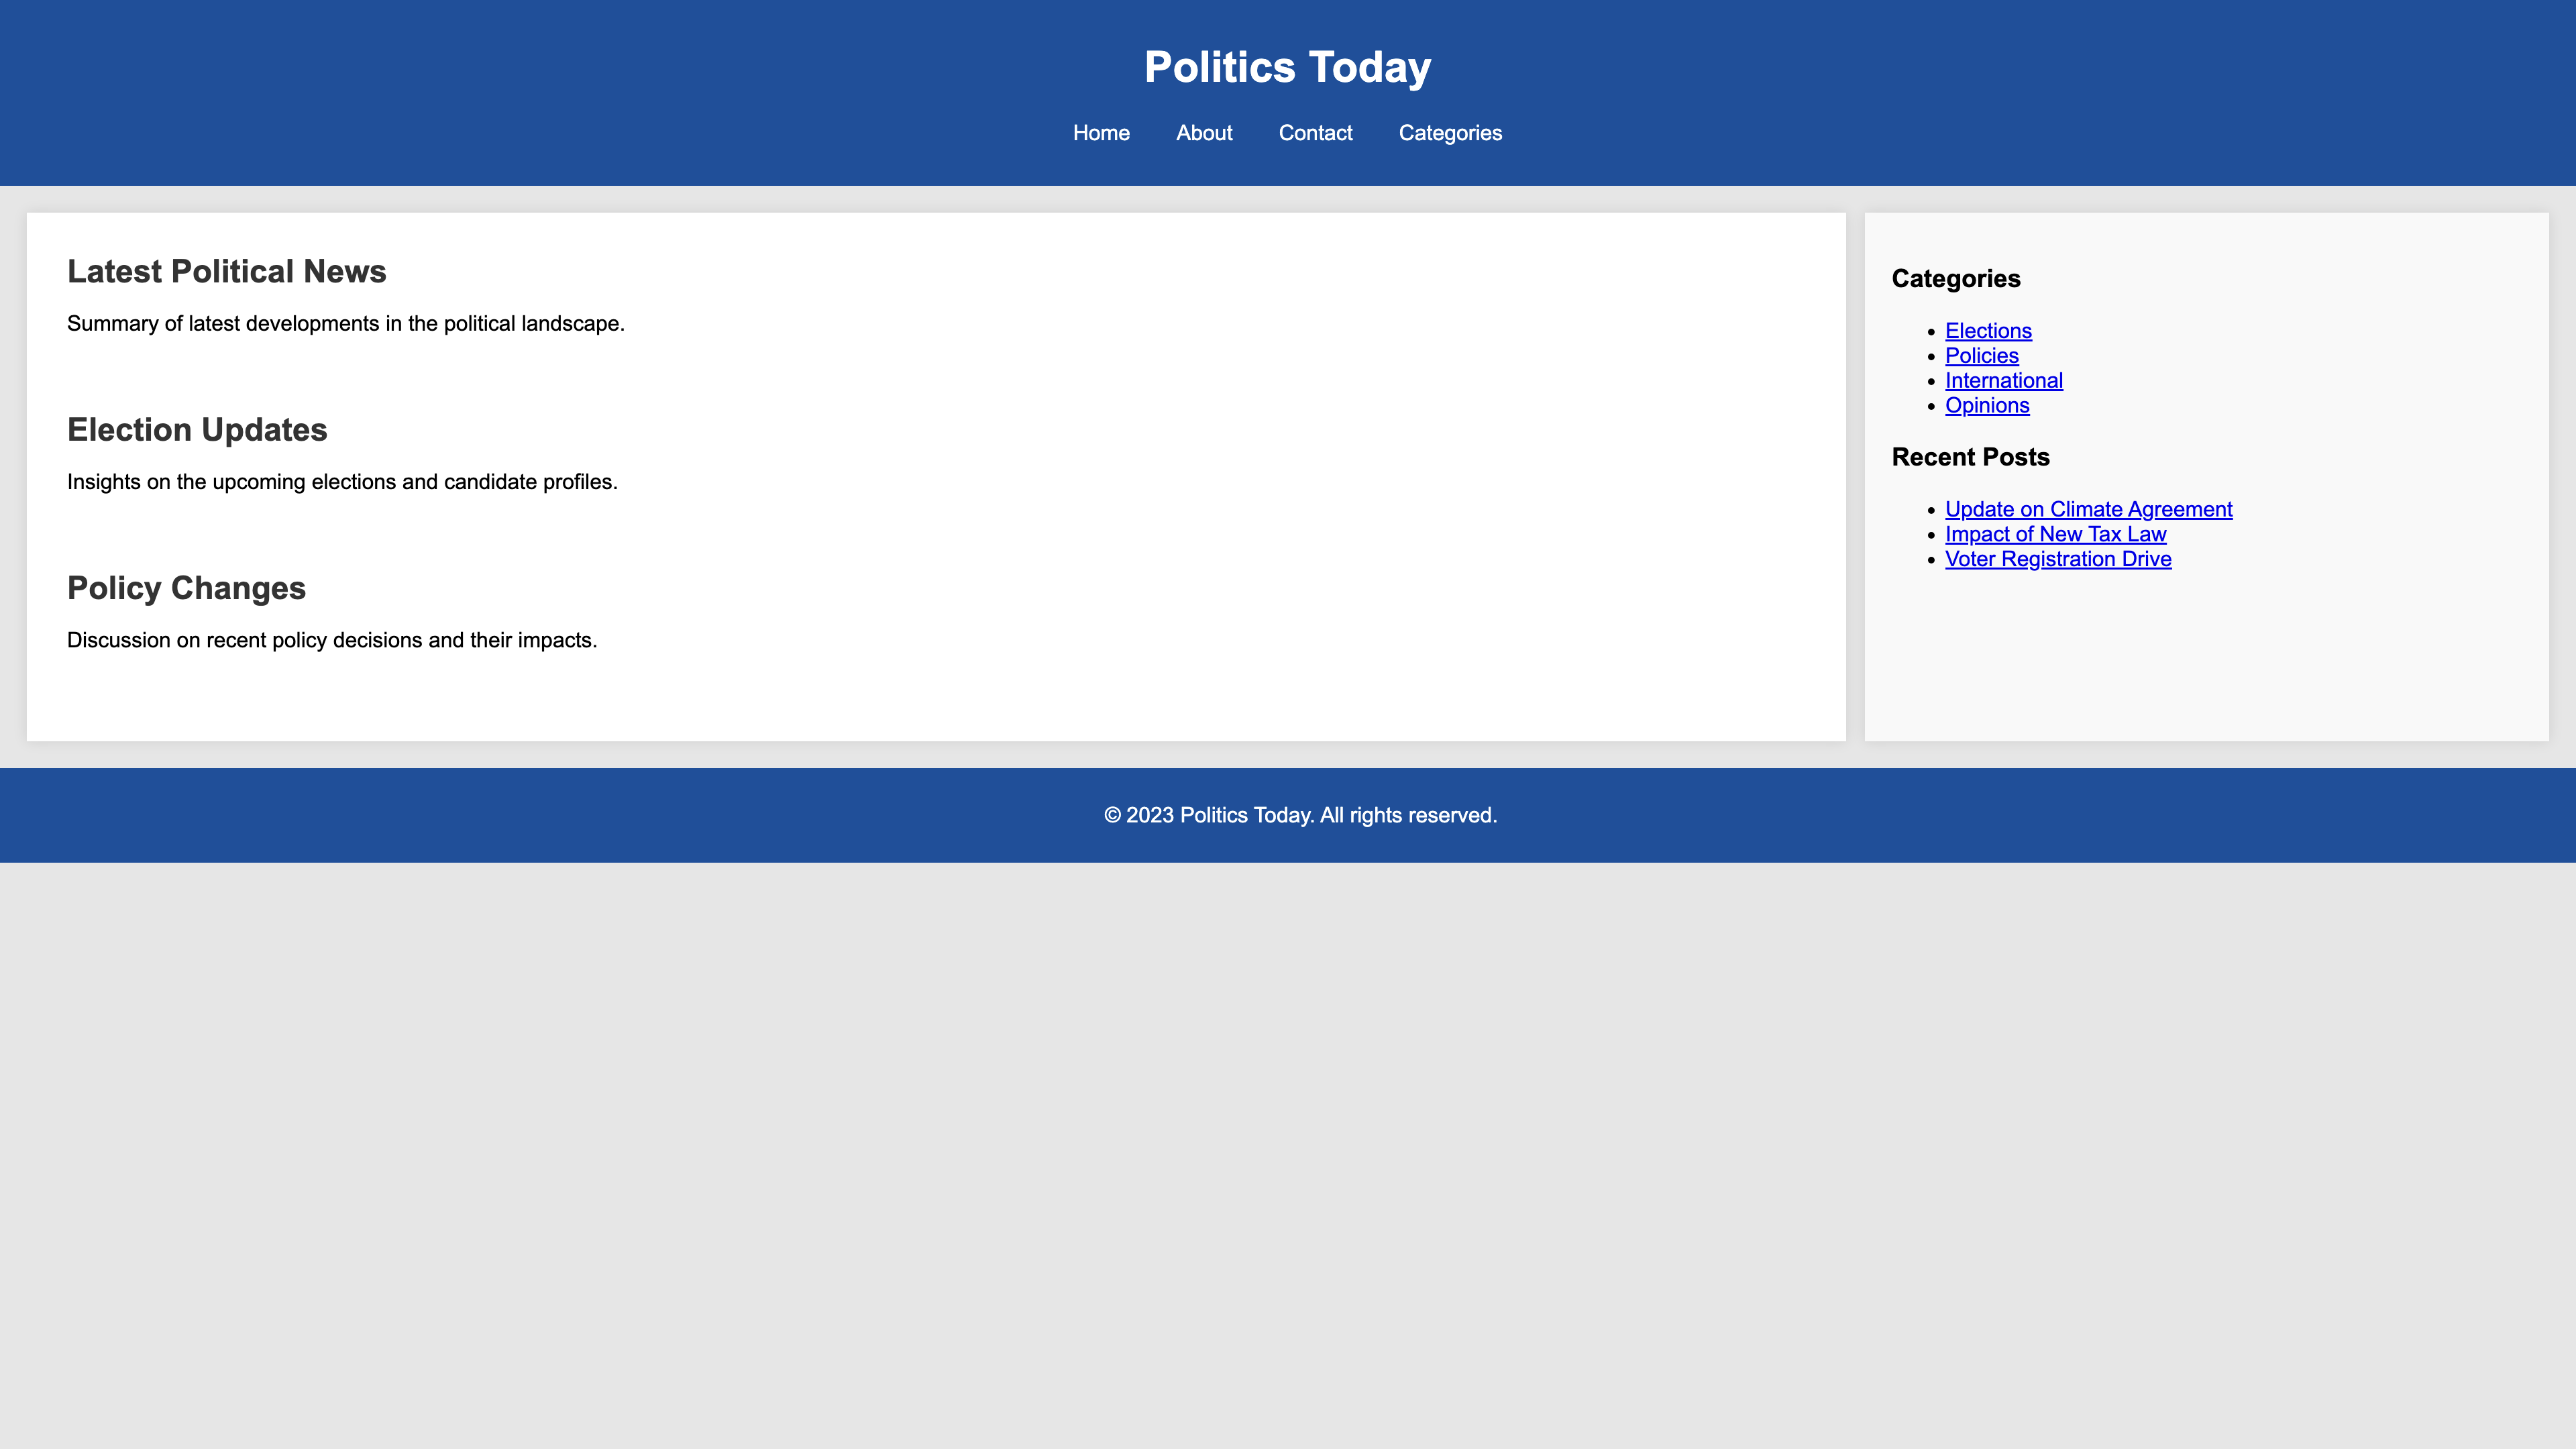 Politics Today
Home About Contact Categories
Latest Political News
Summary of latest developments in the political landscape.
Election Updates
Insights on the upcoming elections and candidate profiles.
Policy Changes
Discussion on recent policy decisions and their impacts.
Categories
Elections
Policies
International
Opinions
Recent Posts
Update on Climate Agreement
Impact of New Tax Law
Voter Registration Drive
© 2023 Politics Today. All rights reserved.